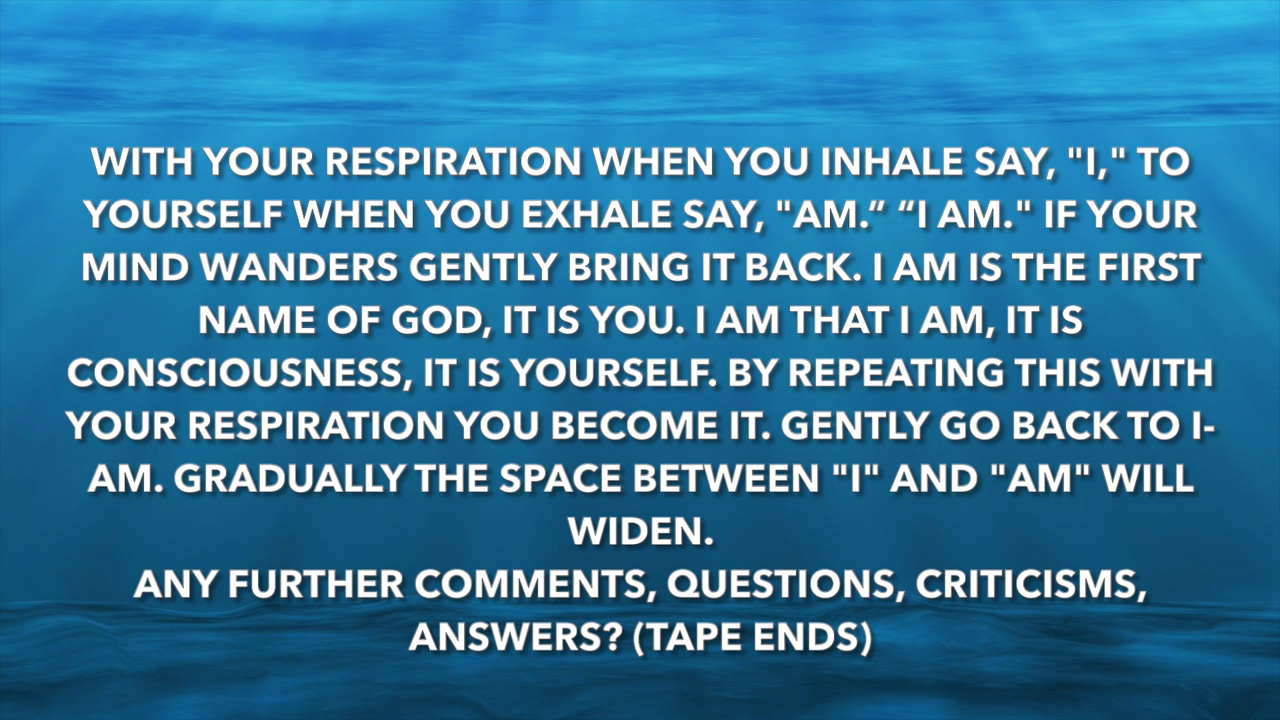 WITH YOUR RESPIRATION WHEN YOU INHALE SAY, "I," TO
YOURSELF WHEN YOU EXHALE SAY, "AM.” “I AM." IF YOUR
MIND WANDERS GENTLY BRING IT BACK. I AM IS THE FIRST
NAME OF GOD, IT IS YOU. I AM THAT I AM, IT IS
CONSCIOUSNESS, IT IS YOURSELF. BY REPEATING THIS WITH
YOUR RESPIRATION YOU BECOME IT. GENTLY GO BACK TO I-
AM. GRADUALLY THE SPACE BETWEEN "I" AND "AM" WILL
WIDEN.
ANY FURTHER COMMENTS, QUESTIONS, CRITICISMS,
ANSWERS? (TAPE ENDS)